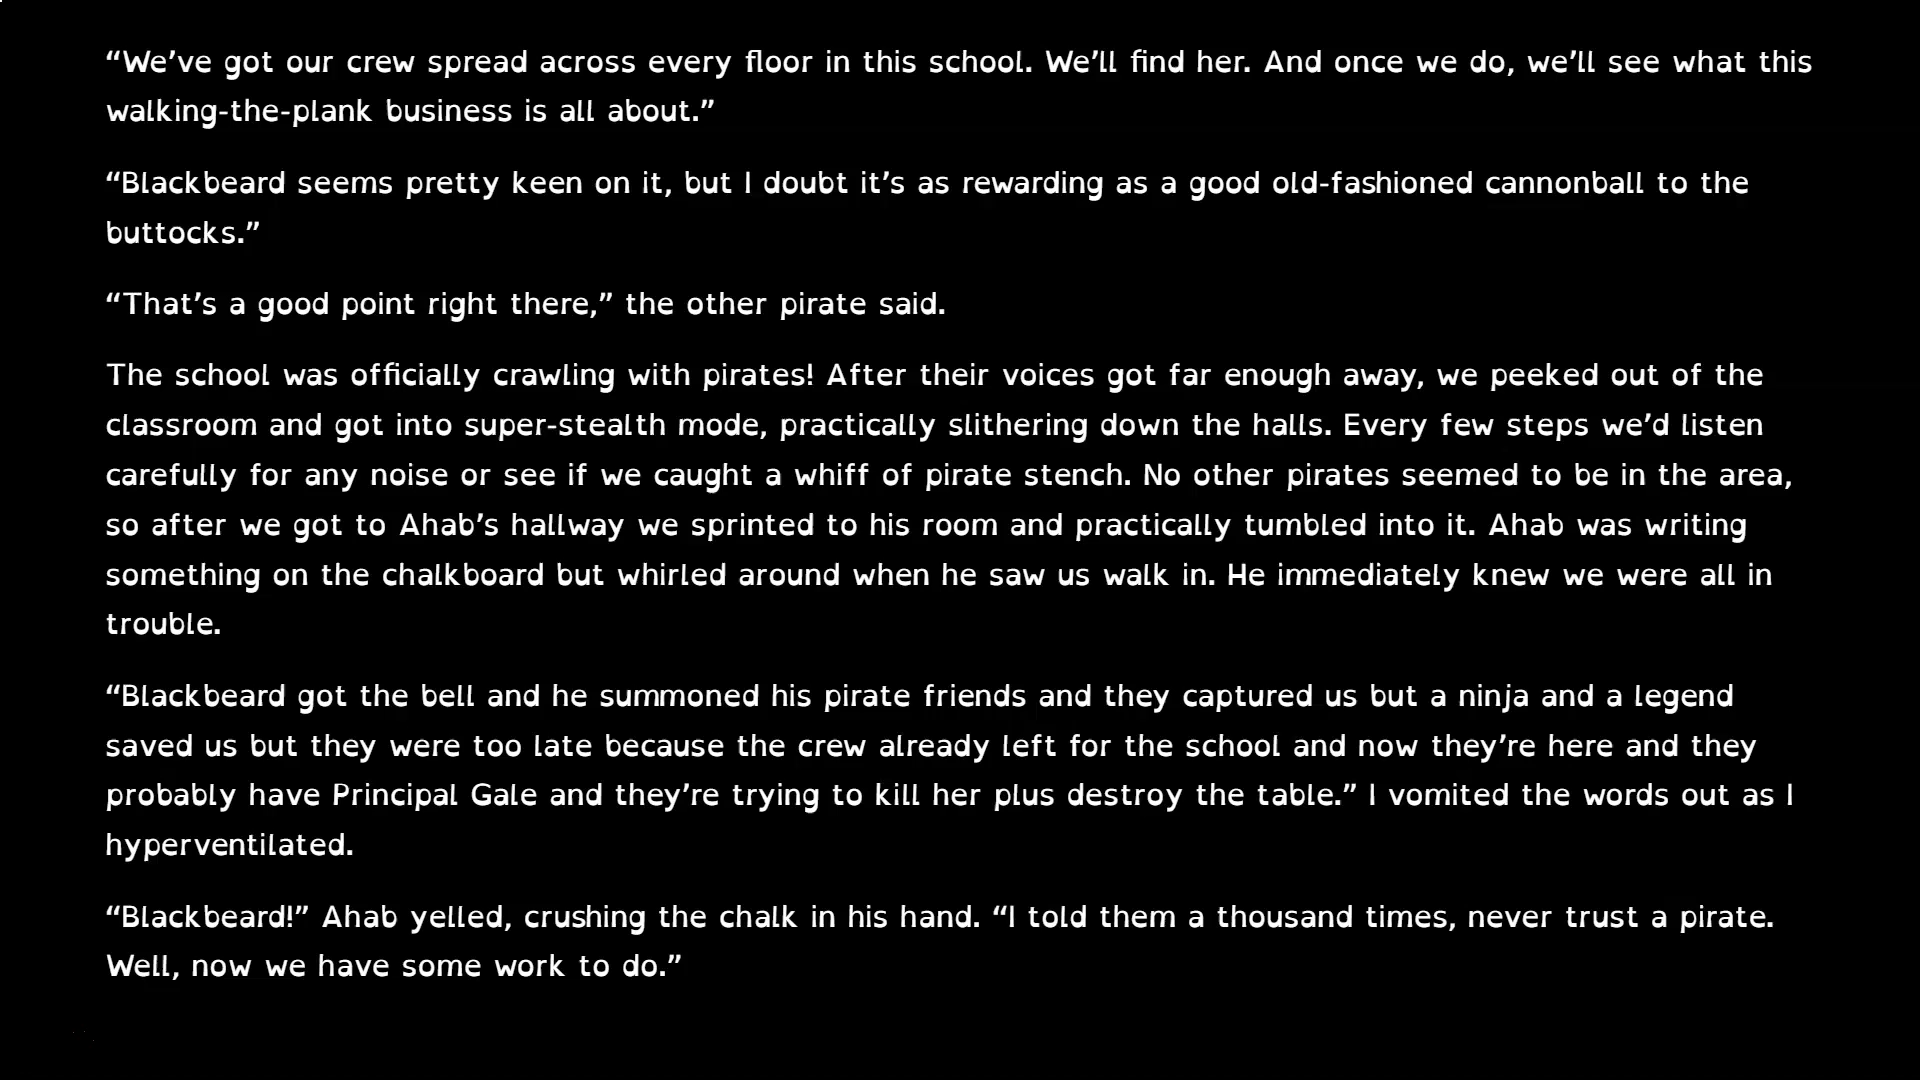 “We’ve got our crew spread across every floor in this school. We’ll find her. And once we do, we’ll see what this
walking-the-plank business is all about.”
“Blackbeard seems pretty keen on it, but I doubt it’s as rewarding as a good old-fashioned cannonball to the
buttocks.”
“That’s a good point right there,” the other pirate said.
The school was officially crawling with pirates! After their voices got far enough away, we peeked out of the
classroom and got into super-stealth mode, practically slithering down the halls. Every few steps we’d listen
carefully for any noise or see if we caught a whiff of pirate stench. No other pirates seemed to be in the area,
so after we got to Ahab’s hallway we sprinted to his room and practically tumbled into it. Ahab was writing
something on the chalkboard but whirled around when he saw us walk in. He immediately knew we were all in
trouble.
“Blackbeard got the bell and he summoned his pirate friends and they captured us but a ninja and a legend
saved us but they were too late because the crew already left for the school and now they’re here and they
probably have Principal Gale and they’re trying to kill her plus destroy the table.” I vomited the words out as I
hyperventilated.
“Blackbeard!” Ahab yelled, crushing the chalk in his hand. “I told them a thousand times, never trust a pirate.
Well, now we have some work to do.”